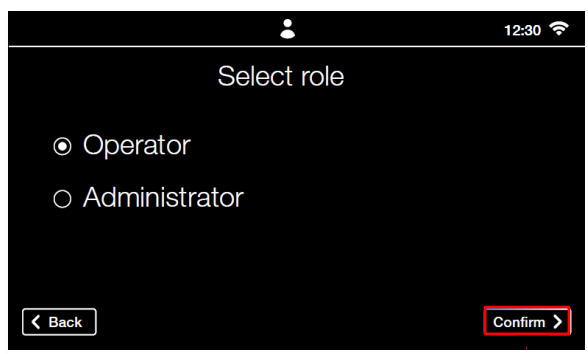 12:30
Select role
Operator
Administrator
Back
Confirm